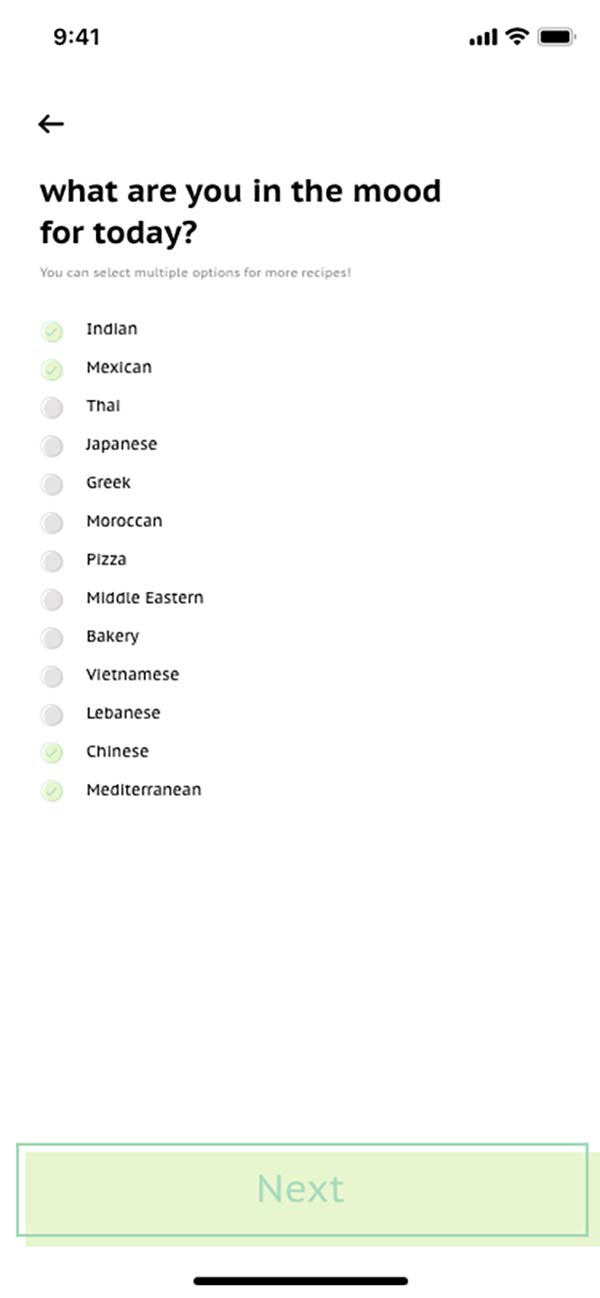 9:41
what are you in the mood
for today?
You can select multiple options for more recipes!
Indian
Mexican
Thai
Japanese
Greek
Moroccan
Pizza
Middle Eastern
Bakery
Vietnamese
Lebanese
Chinese
Mediterranean
Next